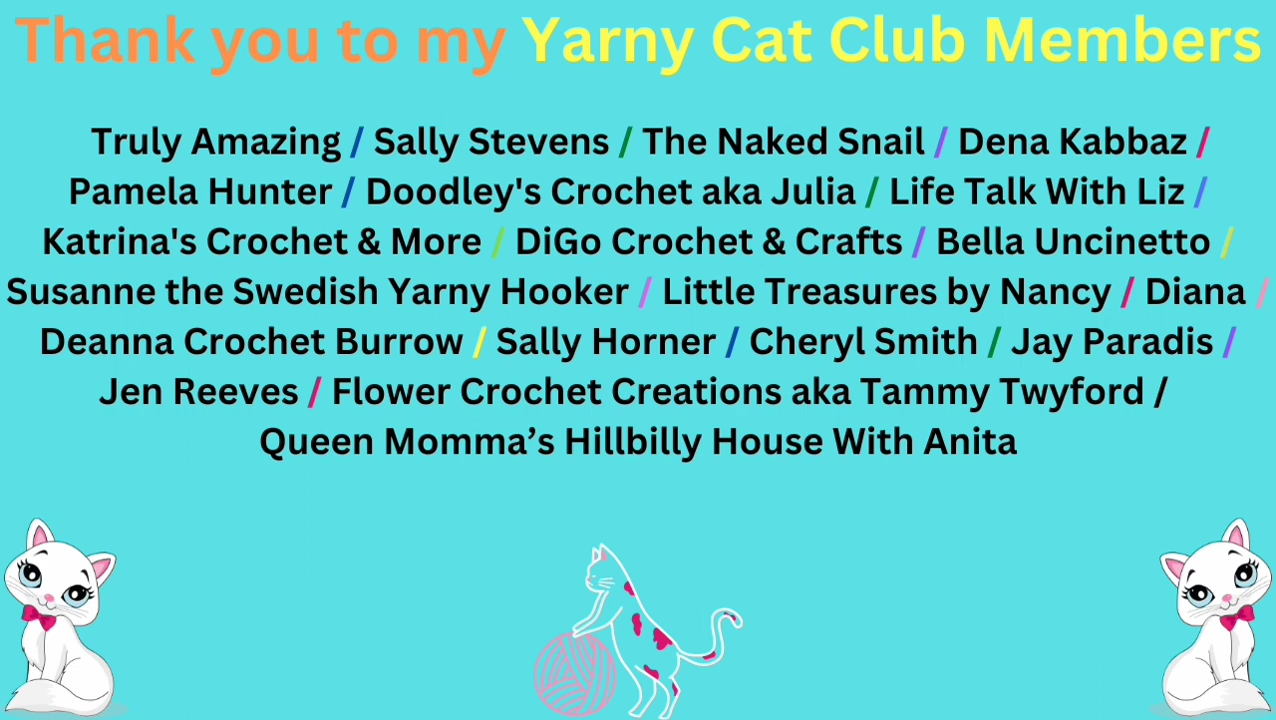 Thank you to my Yarny Cat Club Members
Truly Amazing / Sally Stevens / The Naked Snail / Dena Kabbaz /
Pamela Hunter / Doodley's Crochet aka Julia / Life Talk With Liz /
Katrina's Crochet & More / DiGo Crochet & Crafts / Bella Uncinetto /
Susanne the Swedish Yarny Hooker / Little Treasures by Nancy / Diana /
Deanna Crochet Burrow / Sally Horner / Cheryl Smith / Jay Paradis /
Jen Reeves / Flower Crochet Creations aka Tammy Twyford /
Queen Momma’s Hillbilly House With Anita